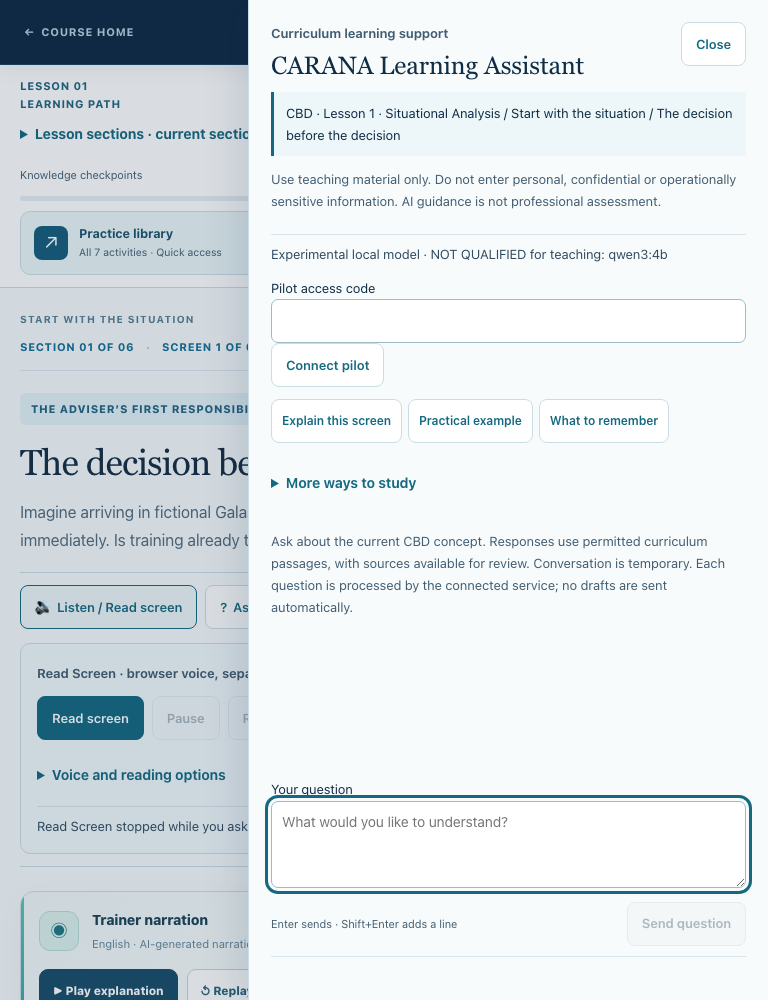 ← COURSE HOME
LESSON 01
LEARNING PATH
Lesson sections · current
Knowledge checkpoints
Practice library
All 7 activities · Quick access
START WITH THE SITUATION
SECTION 01 OF 06 · SCREEN 1 OF
THE ADVISER'S FIRST
The decision
Imagine arriving in fictional
immediately. Is training already
Listen / Read screen
?
Read Screen · browser voice,
Read screen
Pause
Voice and reading options
Read Screen stopped while you ask
Trainer narration
English · AI-generated
Play explanation
Curriculum learning support
CARANA Learning Assistant
Close
CBD · Lesson 1 · Situational Analysis / Start with the situation / The decision
before the decision
Use teaching material only. Do not enter personal, confidential or operationally
sensitive information. AI guidance is not professional assessment.
Experimental local model · NOT QUALIFIED for teaching: qwen3:4b
Pilot access code
Connect pilot
Explain this screen
Practical example
What to remember
More ways to study
Ask about the current CBD concept. Responses use permitted curriculum
passages, with sources available for review. Conversation is temporary. Each
question is processed by the connected service; no drafts are sent
automatically.
Your question
What would you like to understand?
Enter sends · Shift+Enter adds a line
Send question